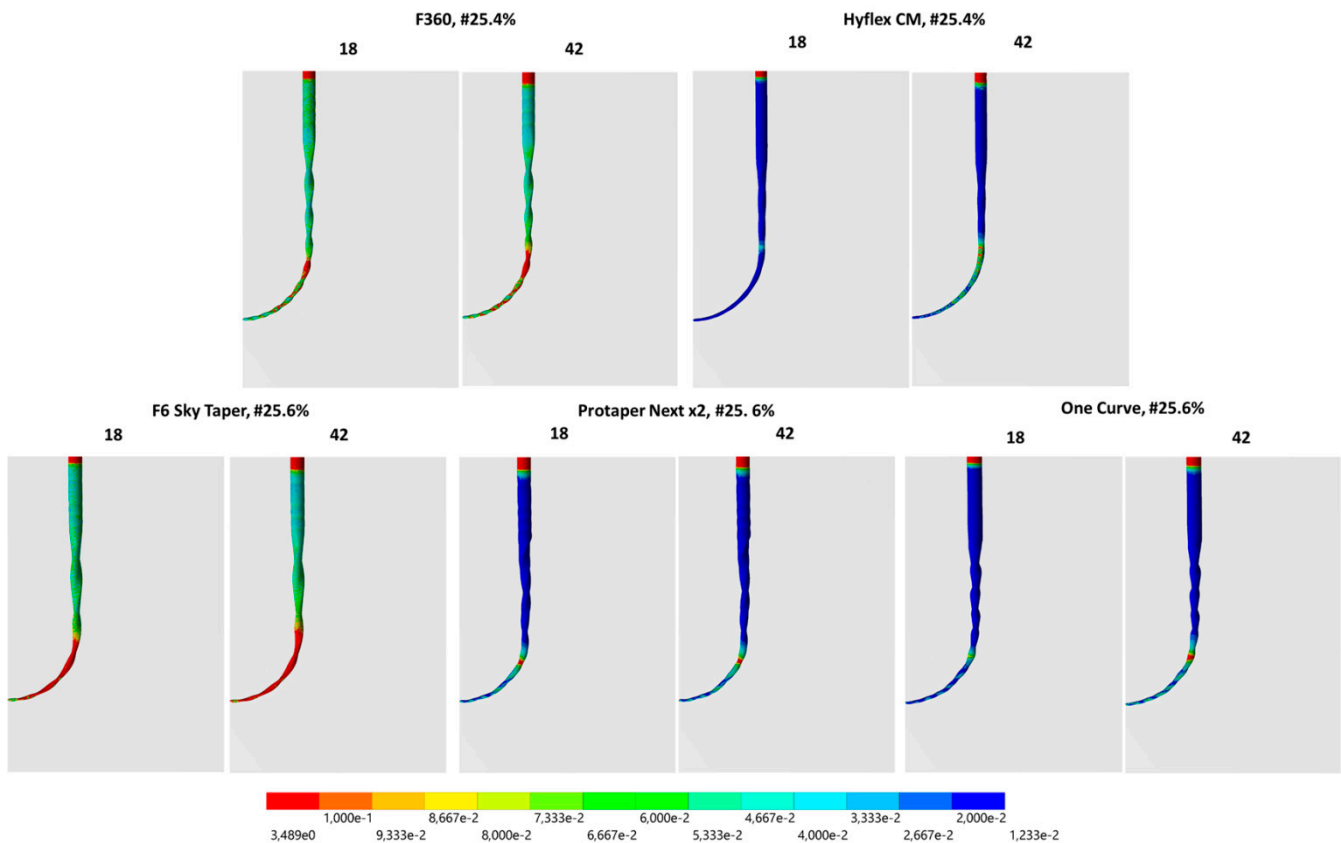 F360, #25.4%
Hyflex CM, #25.4%
18
42
18
42
F6 Sky Taper, #25.6%
Protaper Next x2, #25. 6%
One Curve, #25.6%
18
42
18
42
18
42
1,000e-1 8,667e-2 7,333e-2 6,000e-2 4,667e-2 3,333e-2 2,000e-2
3,489e0 9,333e-2 8,000e-2 6,667e-2 5,333e-2 4,000e-2 2,667e-2 1,233e-2